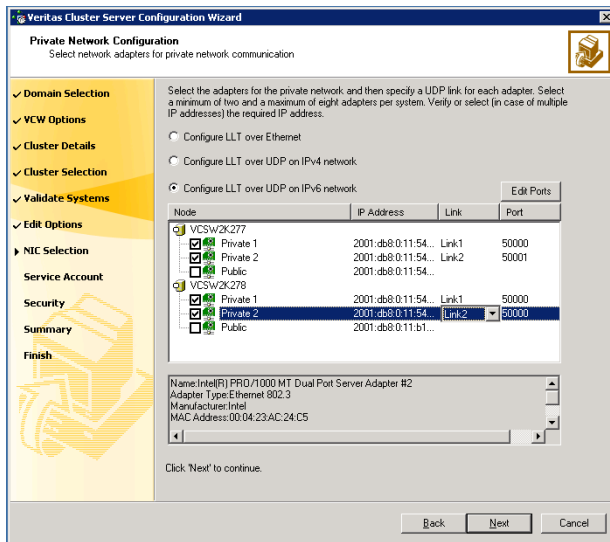 Veritas Cluster Server Configuration Wizard
Private Network Configuration
Select network adapters for private network communication
Domain Selection
VCW Options
Cluster Details
Cluster Selection
Validate Systems
Edit Options
NIC Selection
Service Account
Security
Summary
Finish
Select the adapters for the private network and then specify a UDP link for each adapter. Select
a minimum of two and a maximum of eight adapters per system. Verify or select (in case of multiple
IP addresses) the required IP address.
Configure LLT over Ethernet
Configure LLT over UDP on IPv4 network
Configure LLT over UDP on IPv6 network
Edit Ports
Node IP Address Link Port
VCSW2K277
Private 1 2001:db8:0:11:54... Link1 50000
Private 2 2001:db8:0:11:54... Link2 50001
Public 2001:db8:0:11:54...
VCSW2K278
Private 1 2001:db8:0:11:54... Link1 50000
Private 2 2001:db8:0:11:54... Link2 50000
Public 2001:db8:0:11:b1...
Name:Intel(R) PRO/1000 MT Dual Port Server Adapter #2
Adapter Type:Ethernet 802.3
Manufacturer:Intel
MAC Address:00:04:23:AC:24:C5
Click 'Next' to continue.
Back Next Cancel